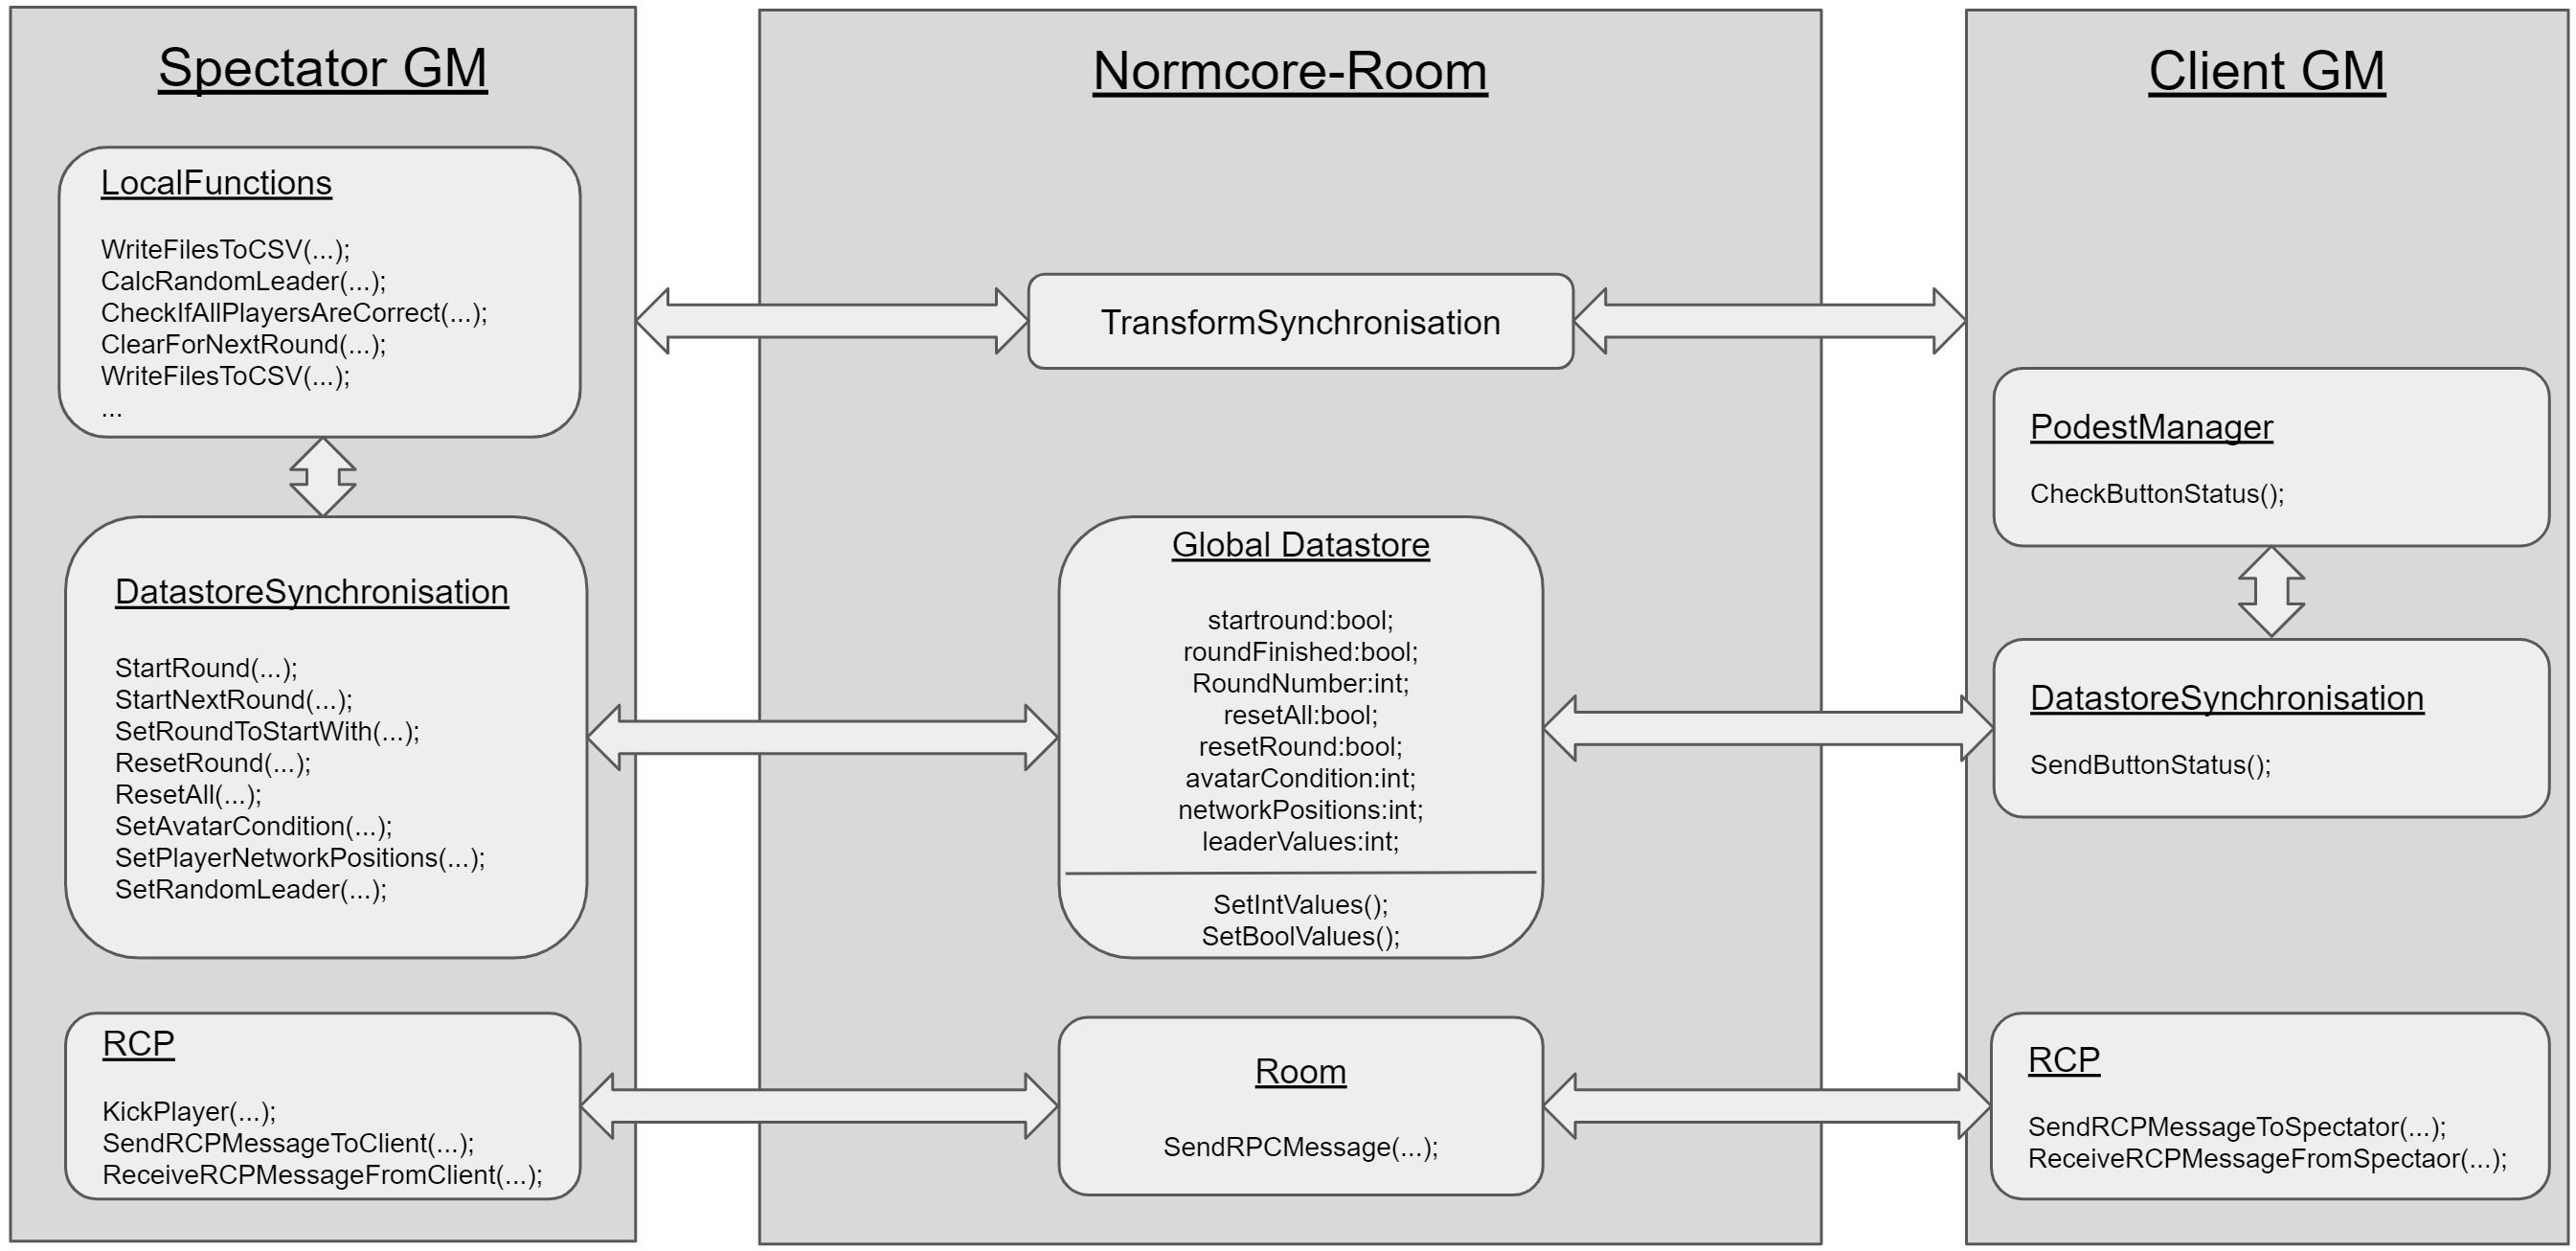 Spectator GM
LocalFunctions
WriteFilesToCSV(...);
CalcRandomLeader(...);
CheckIfAllPlayersAreCorrect(...);
ClearForNextRound(...);
WriteFilesToCSV(...);
...
DatastoreSynchronisation
StartRound(...);
StartNextRound(...);
SetRoundToStartWith(...);
ResetRound(...);
ResetAll(...);
SetAvatarCondition(...);
SetPlayerNetworkPositions(...);
SetRandomLeader(...);
RCP
KickPlayer(...);
SendRCPMessageToClient(...);
ReceiveRCPMessageFromClient(...);
Normcore-Room
TransformSynchronisation
Global Datastore
startround:bool;
roundFinished:bool;
RoundNumber:int;
resetAll:bool;
resetRound:bool;
avatarCondition:int;
networkPositions:int;
leaderValues:int;
SetIntValues();
SetBoolValues();
Room
SendRPCMessage(...);
Client GM
PodestManager
CheckButtonStatus();
DatastoreSynchronisation
SendButtonStatus();
RCP
SendRCPMessageToSpectator(...);
ReceiveRCPMessageFromSpectaor(...);